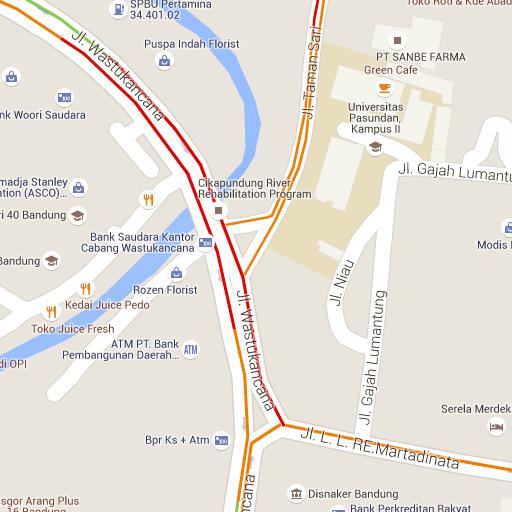 SPBU Pertamina
34.401.02
Toko Roti & Kue Abad
Jl. Wastukancana
Puspa Indah Florist
Jl. Taman Sari
PT SANBE FARMA
Green Cafe
Universitas
Pasundan,
Kampus II
nk Woori Saudara
Jl. Gajah Lumantung
madja Stanley
(ASCO)...
Cikapundung River
Rehabilitation Program
ri 40 Bandung
Bank Saudara Kantor
Cabang Wastukancana
Modis
Bandung
Rozen Florist
Jl. Niau
Kedai Juice Pedo
Toko Juice Fresh
Jl. Wastukancana
Jl. Gajah Lumantung
ATM PT. Bank
Pembangunan Daerah...
di OPI
Serela Merdek
Bpr Ks + Atm
Jl. L. L. RE.Martadinata
ncana
Disnaker Bandung
sgor Arang Plus
16 Bandung
Bank Perkreditan Rakyat